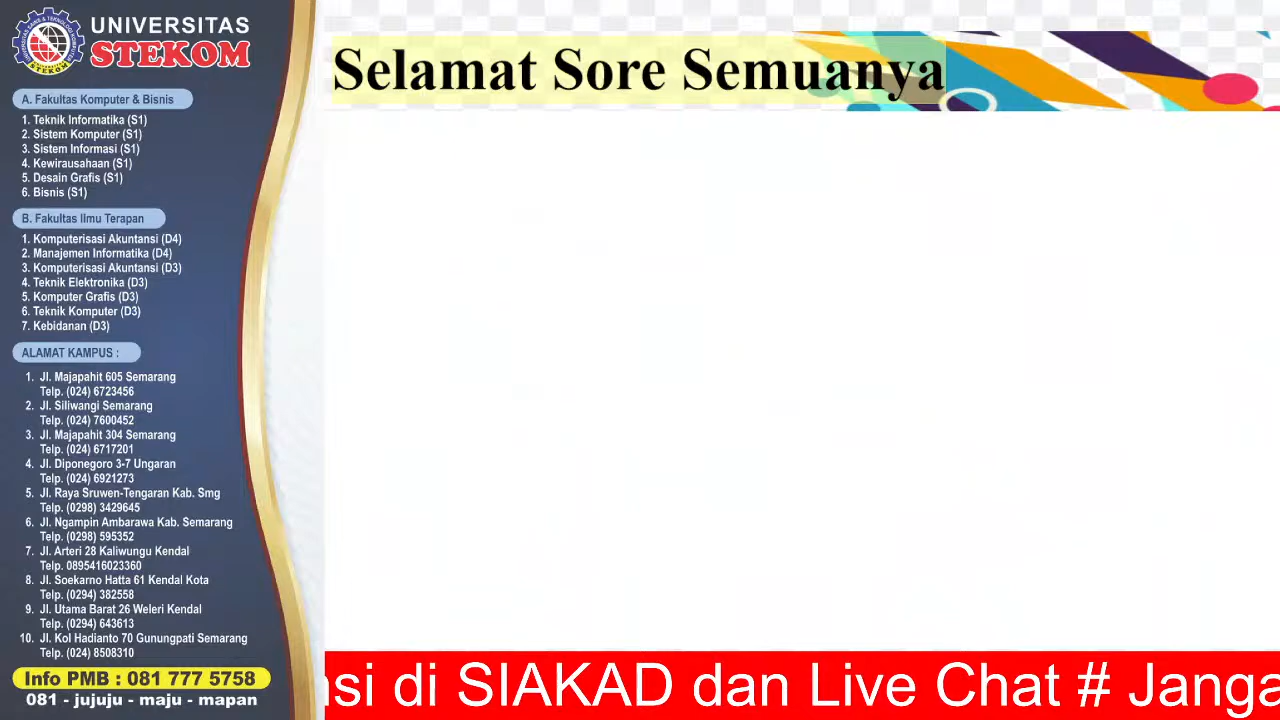 UNIVERSITAS
STEKOM
A. Fakultas Komputer & Bisnis
1. Teknik Informatika (S1)
2. Sistem Komputer (S1)
3. Sistem Informasi (S1)
4. Kewirausahaan (S1)
5. Desain Grafis (S1)
6. Bisnis (S1)
B. Fakultas Ilmu Terapan
1. Komputerisasi Akuntansi (D4)
2. Manajemen Informatika (D4)
3. Komputerisasi Akuntansi (D3)
4. Teknik Elektronika (D3)
5. Komputer Grafis (D3)
6. Teknik Komputer (D3)
7. Kebidanan (D3)
ALAMAT KAMPUS :
1. Jl. Majapahit 605 Semarang
Telp. (024) 6723456
2. Jl. Siliwangi Semarang
Telp. (024) 7600452
3. Jl. Majapahit 304 Semarang
Telp. (024) 6717201
4. Jl. Diponegoro 3-7 Ungaran
Telp. (024) 6921273
5. Jl. Raya Sruwen-Tengaran Kab. Smg
Telp. (0298) 3429645
6. Jl. Ngampin Ambarawa Kab. Semarang
Telp. (0298) 595352
7. Jl. Arteri 28 Kaliwungu Kendal
Telp. 0895416023360
8. Jl. Soekarno Hatta 61 Kendal Kota
Telp. (0294) 382558
9. Jl. Utama Barat 26 Weleri Kendal
Telp. (0294) 643613
10. Jl. Kol Hadianto 70 Gunungpati Semarang
Telp. (024) 8508310
Info PMB : 081 777 5758
081 - jujuju - maju - mapan
Selamat Sore Semuanya
nsi di SIAKAD dan Live Chat # Janga